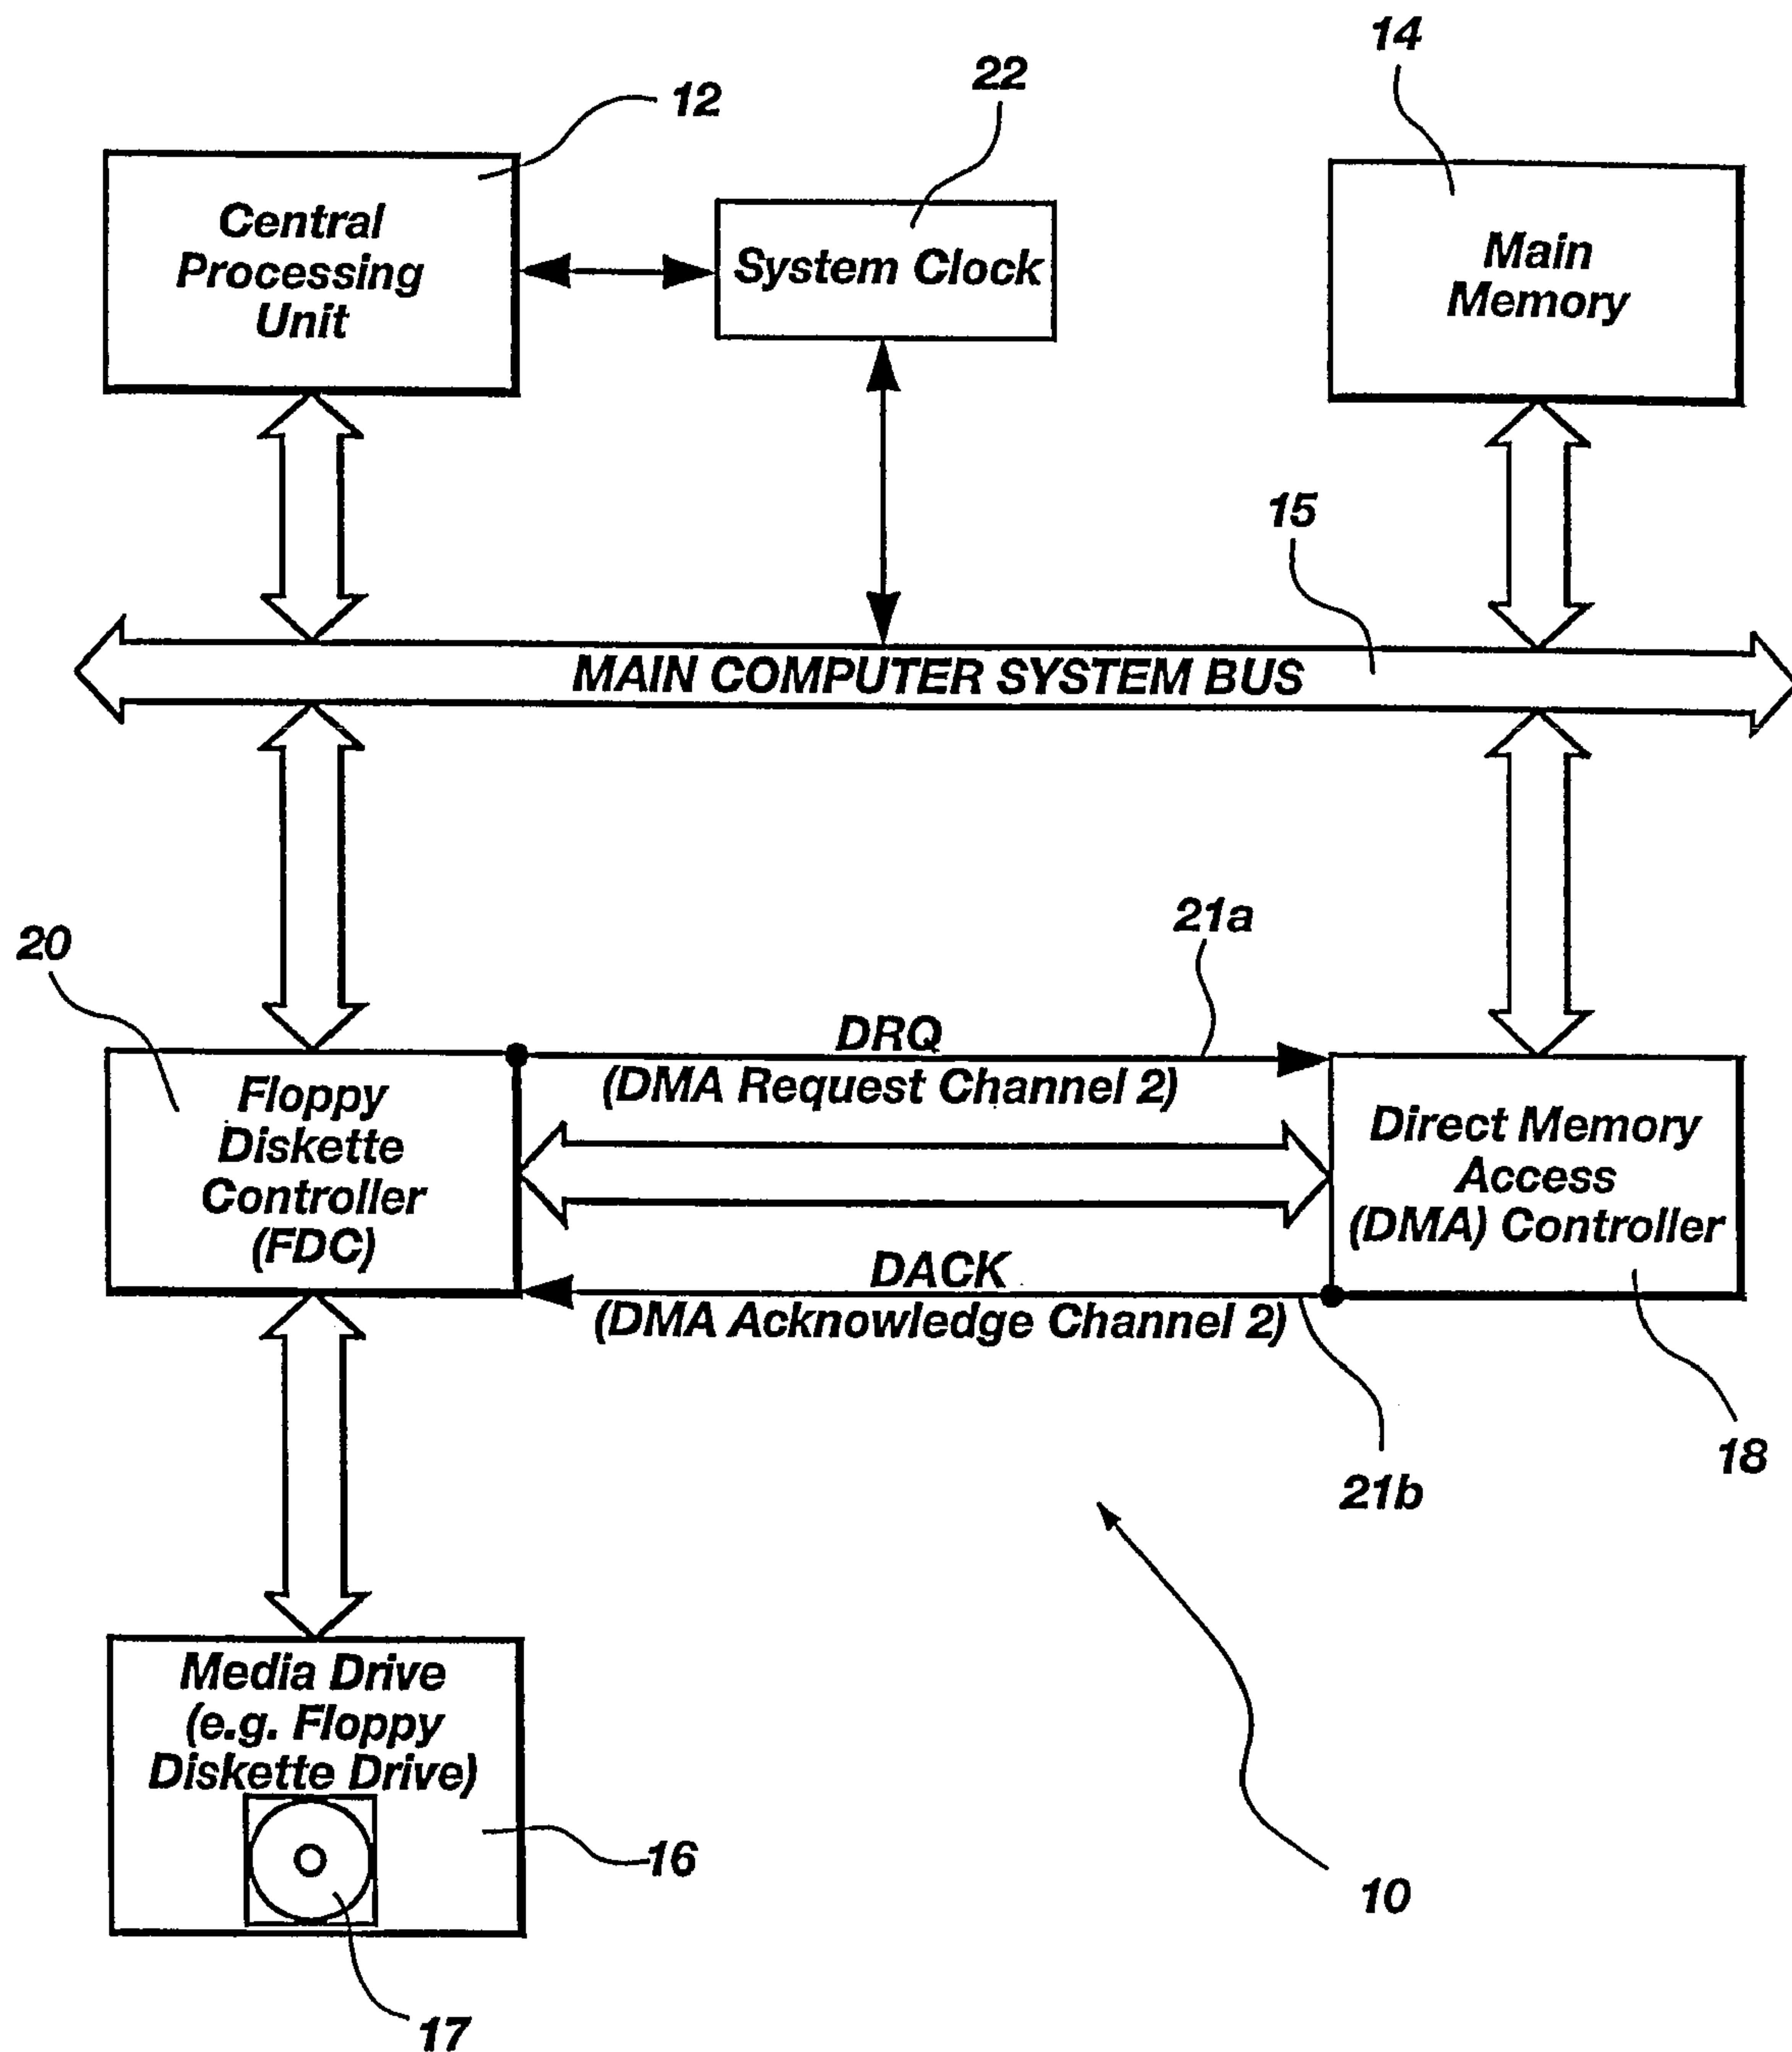 14
22
12
Central
Processing
Unit
System Clock
Main
Memory
15
MAIN COMPUTER SYSTEM BUS
21a
20
DRQ
(DMA Request Channel 2)
Floppy
Diskette
Controller
(FDC)
Direct Memory
Access
(DMA) Controller
DACK
(DMA Acknowledge Channel 2)
18
21b
Media Drive
(e.g. Floppy
Diskette Drive)
16
10
17